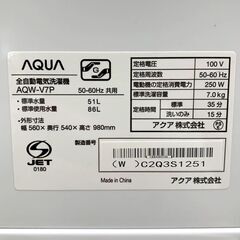 AQUA
全自動電気洗濯機
AQW-V7P 50-60Hz 共用
・標準水量 51L
・標準使用水量 86L
・外形寸法
幅 560× 奥行 540× 高さ 980mm
S
JET
0180
MADE IN CHINA
定格電圧 100 V
定格周波数 50-60 Hz
電動機の定格消費電力 250 W
標準洗濯容量 7.0 kg
標準 35 分
洗いのみ 15 分
アクア 株式会社
製造番号
(W )C2Q3S1251
アクア 株式会社